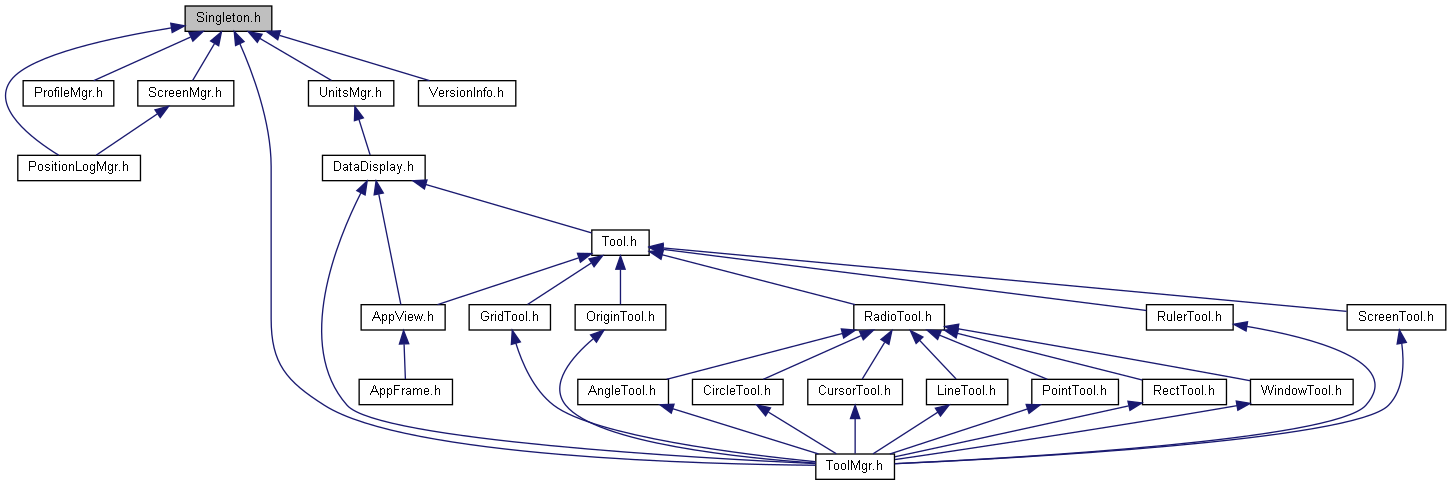 Singleton.h
ProfileMgr.h
ScreenMgr.h
UnitsMgr.h
VersionInfo.h
PositionLogMgr.h
DataDisplay.h
Tool.h
AppView.h
GridTool.h
OriginTool.h
RadioTool.h
RulerTool.h
ScreenTool.h
AppFrame.h
AngleTool.h
CircleTool.h
CursorTool.h
LineTool.h
PointTool.h
RectTool.h
WindowTool.h
ToolMgr.h